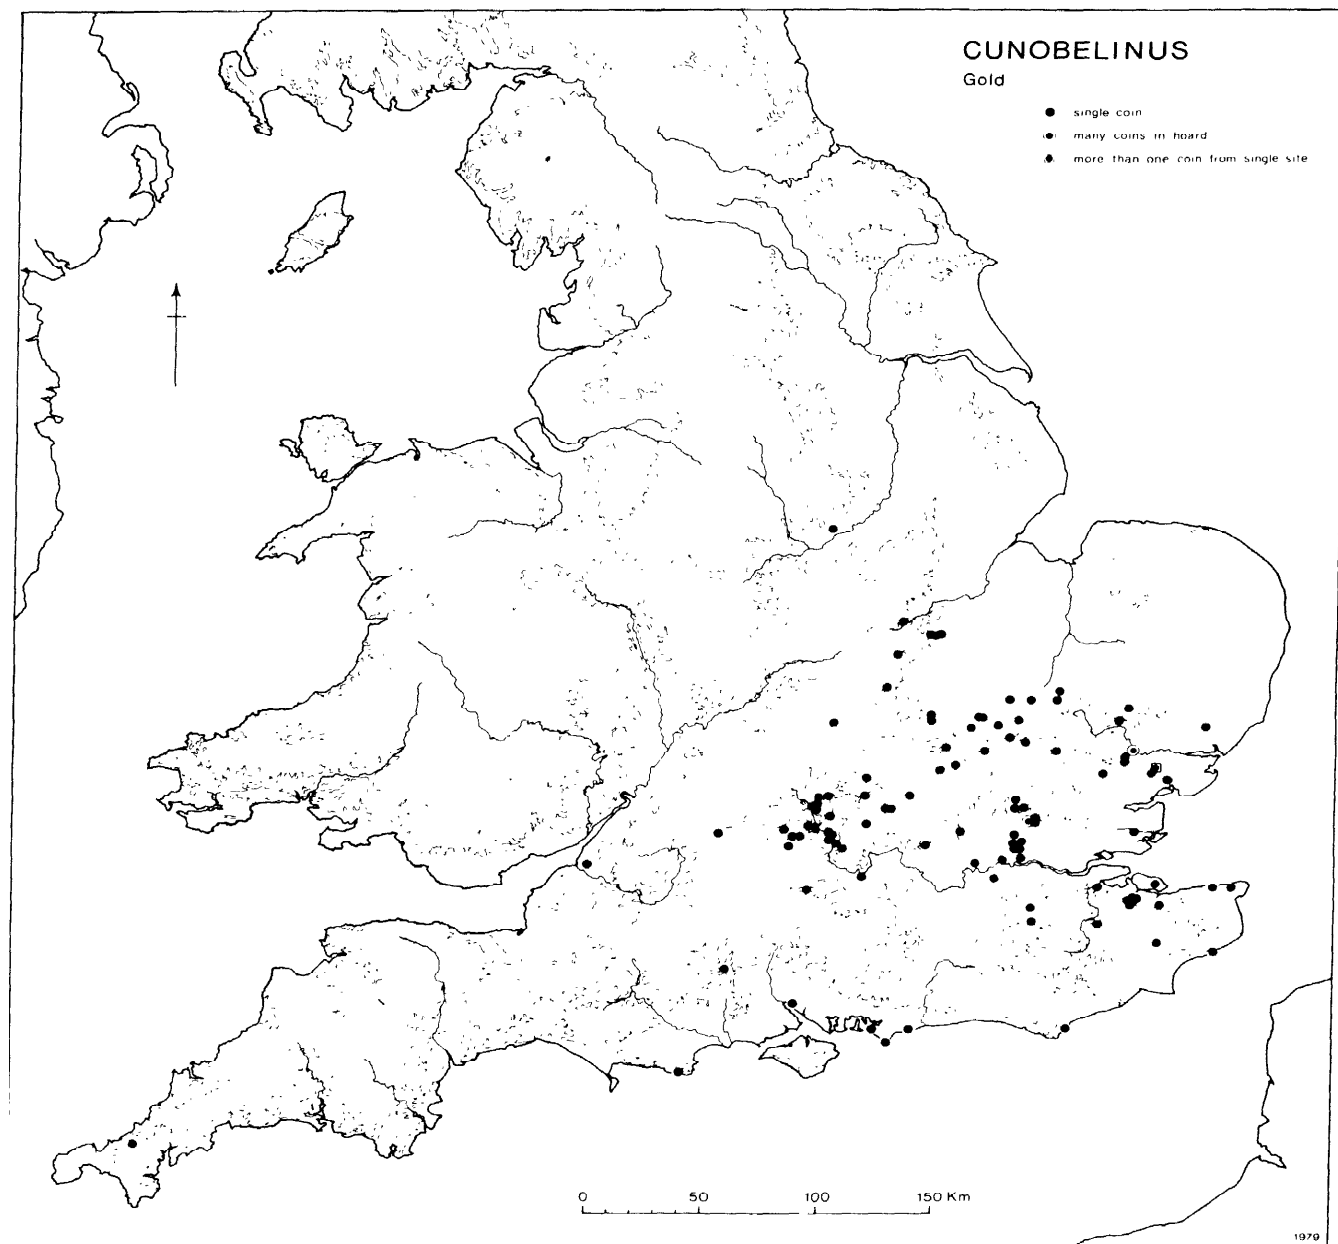 CUNOBELINUS
Gold
single coin
many coins in hoard
more than one coin from single site
0 50 100 150 Km
1979